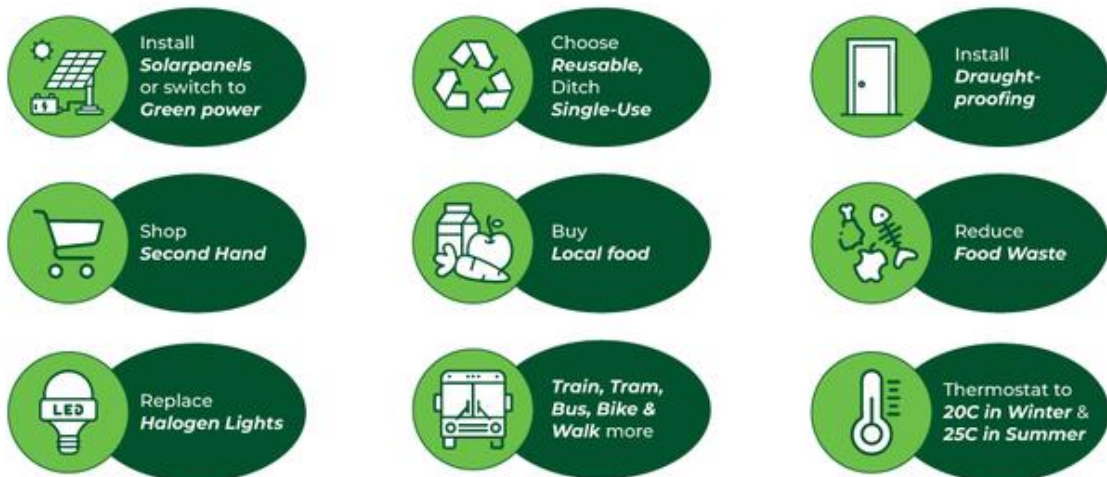 Install
Solarpanels
or switch to
Green power
Choose
Reusable,
Ditch
Single-Use
Install
Draught-
proofing
Shop
Second Hand
Buy
Local food
Reduce
Food Waste
LED
Replace
Halogen Lights
Train, Tram,
Bus, Bike &
Walk more
Thermostat to
20C in Winter &
25C in Summer